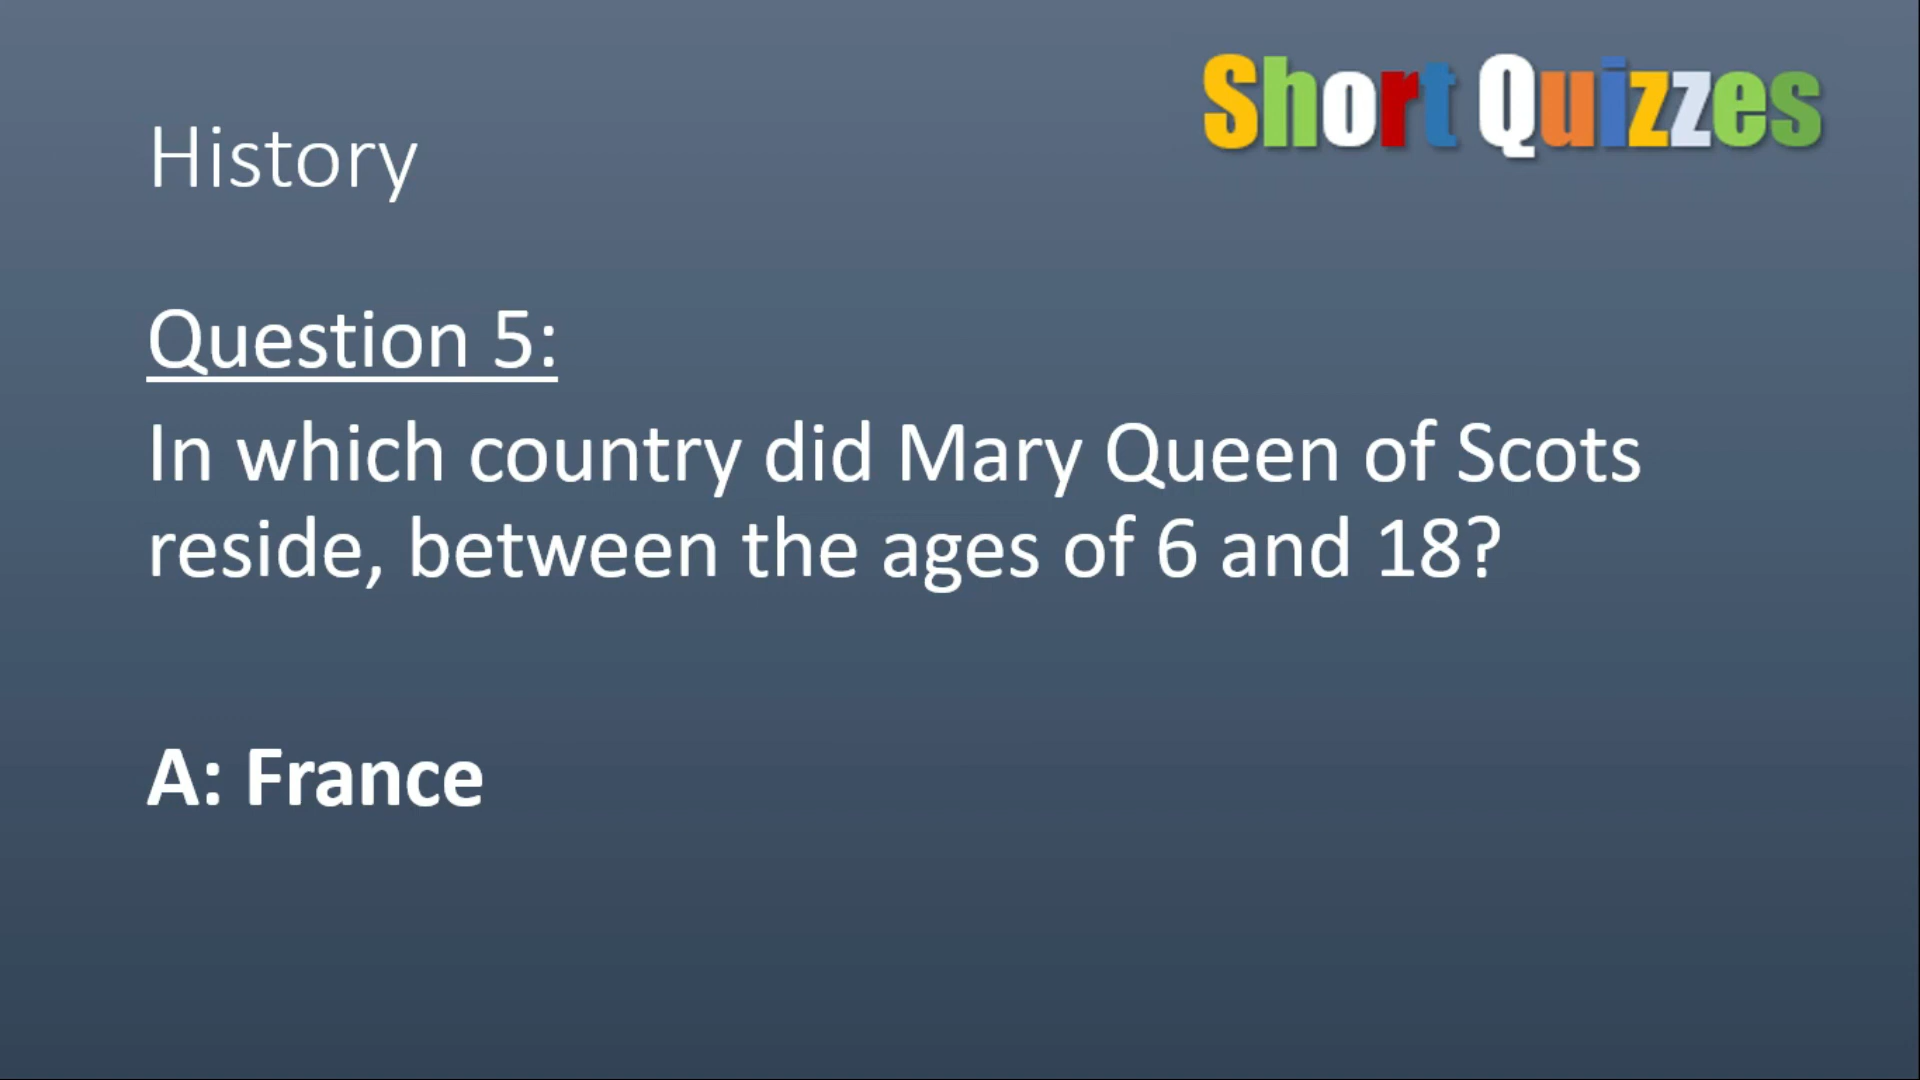 Short Quizzes
History
Question 5:
In which country did Mary Queen of Scots
reside, between the ages of 6 and 18?
A: France